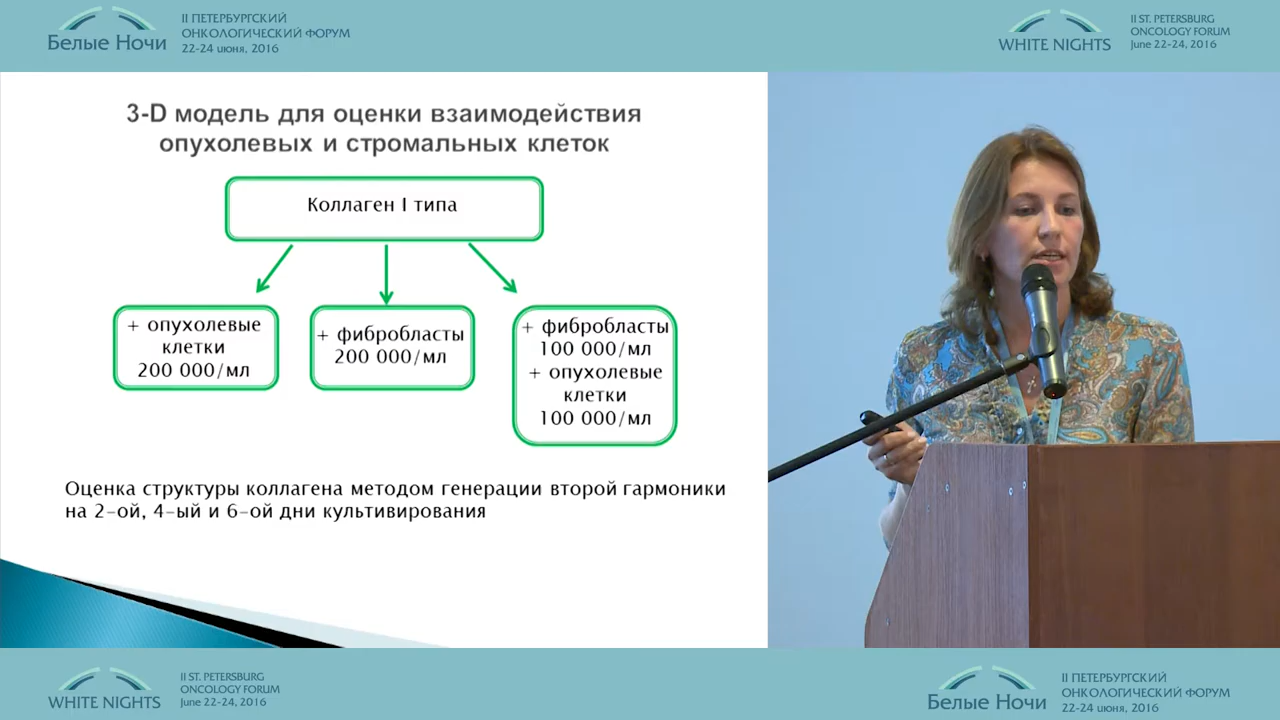 Белые Ночи
II ПЕТЕРБУРГСКИЙ
ОНКОЛОГИЧЕСКИЙ ФОРУМ
22-24 июня, 2016
WHITE NIGHTS
II ST. PETERSBURG
ONCOLOGY FORUM
June 22-24, 2016
3-D модель для оценки взаимодействия
опухолевых и стромальных клеток
Коллаген I типа
+ опухолевые
клетки
200 000/мл
+ фибробласты
200 000/мл
+ фибробласты
100 000/мл
+ опухолевые
клетки
100 000/мл
Оценка структуры коллагена методом генерации второй гармоники
на 2-ой, 4-ый и 6-ой дни культивирования
WHITE NIGHTS
II ST. PETERSBURG
ONCOLOGY FORUM
June 22-24, 2016
Белые Ночи
II ПЕТЕРБУРГСКИЙ
ОНКОЛОГИЧЕСКИЙ ФОРУМ
22-24 июня, 2016